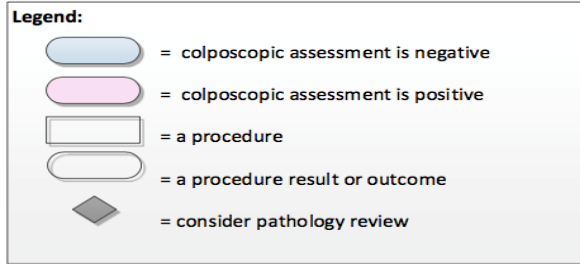 Legend:
= colposcopic assessment is negative
= colposcopic assessment is positive
= a procedure
= a procedure result or outcome
= consider pathology review